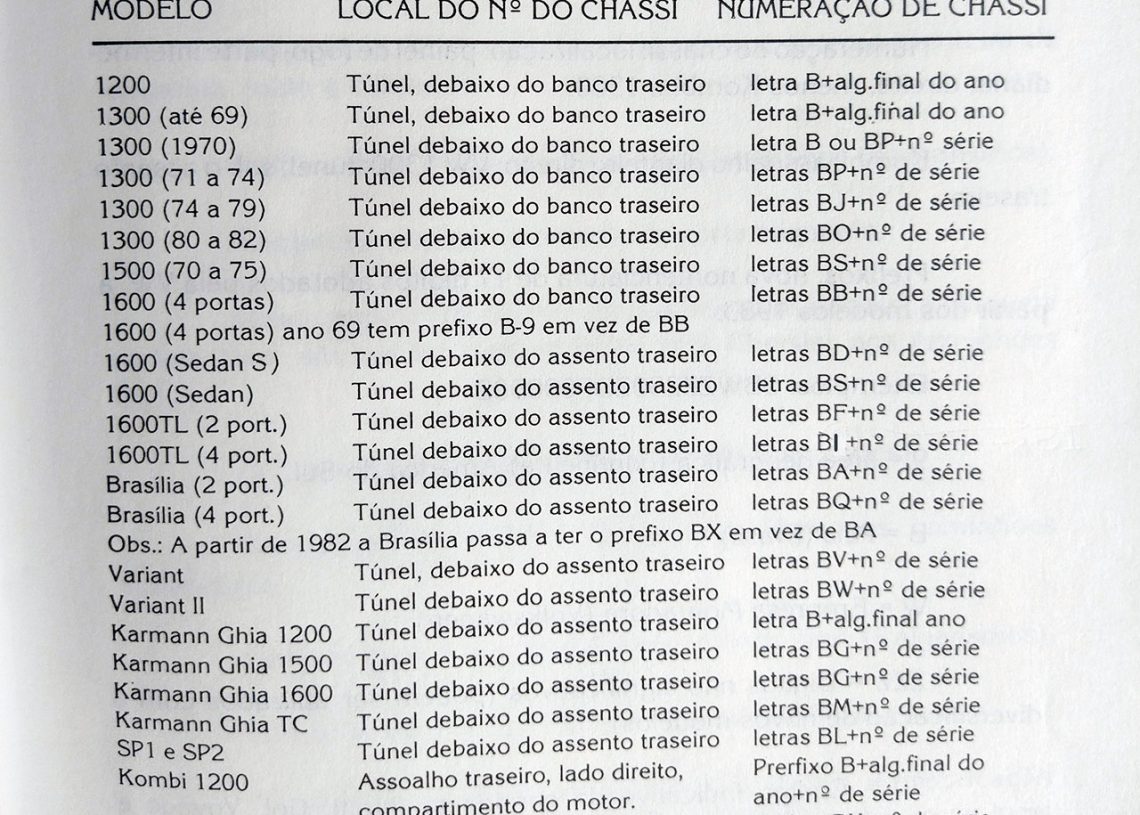 MODELO LOCAL DO Nº DO CHASSI NUMERAÇÃO DE CHASSI
1200 Túnel, debaixo do banco traseiro letra B+alg.final do ano
1300 (até 69) Túnel, debaixo do banco traseiro letra B+alg.final do ano
1300 (1970) Túnel debaixo do banco traseiro letra B ou BP+nº série
1300 (71 a 74) Túnel debaixo do banco traseiro letras BP+nº de série
1300 (74 a 79) Túnel debaixo do banco traseiro letras BJ+nº de série
1300 (80 a 82) Túnel debaixo do banco traseiro letras BO+nº de série
1500 (70 a 75) Túnel debaixo do banco traseiro letras BS+nº de série
1600 (4 portas) Túnel debaixo do banco traseiro letras BB+nº de série
1600 (4 portas) ano 69 tem prefixo B-9 em vez de BB
1600 (Sedan S) Túnel debaixo do assento traseiro letras BD+nº de série
1600 (Sedan) Túnel debaixo do assento traseiro letras BS+nº de série
1600TL (2 port.) Túnel debaixo do assento traseiro letras BF+nº de série
1600TL (4 port.) Túnel debaixo do assento traseiro letras BI +nº de série
Brasília (2 port.) Túnel debaixo do assento traseiro letras BA+nº de série
Brasília (4 port.) Túnel debaixo do assento traseiro letras BQ+nº de série
Obs.: A partir de 1982 a Brasília passa a ter o prefixo BX em vez de BA
Variant Túnel, debaixo do assento traseiro letras BV+nº de série
Variant II Túnel debaixo do assento traseiro letras BW+nº de série
Karmann Ghia 1200 Túnel debaixo do assento traseiro letra B+alg.final ano
Karmann Ghia 1500 Túnel debaixo do assento traseiro letras BG+nº de série
Karmann Ghia 1600 Túnel debaixo do assento traseiro letras BG+nº de série
Karmann Ghia TC Túnel debaixo do assento traseiro letras BM+nº de série
SP1 e SP2 Túnel debaixo do assento traseiro letras BL+nº de série
Kombi 1200 Assoalho traseiro, lado direito, Prerfixo B+alg.final do
compartimento do motor. ano+nº de série